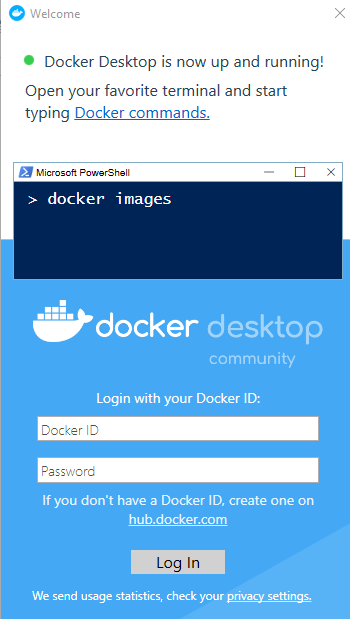 Welcome
Docker Desktop is now up and running!
Open your favorite terminal and start
typing Docker commands.
Microsoft PowerShell
> docker images
docker desktop
community
Login with your Docker ID:
Docker ID
Password
If you don't have a Docker ID, create one on
hub.docker.com
Log In
We send usage statistics, check your privacy settings.